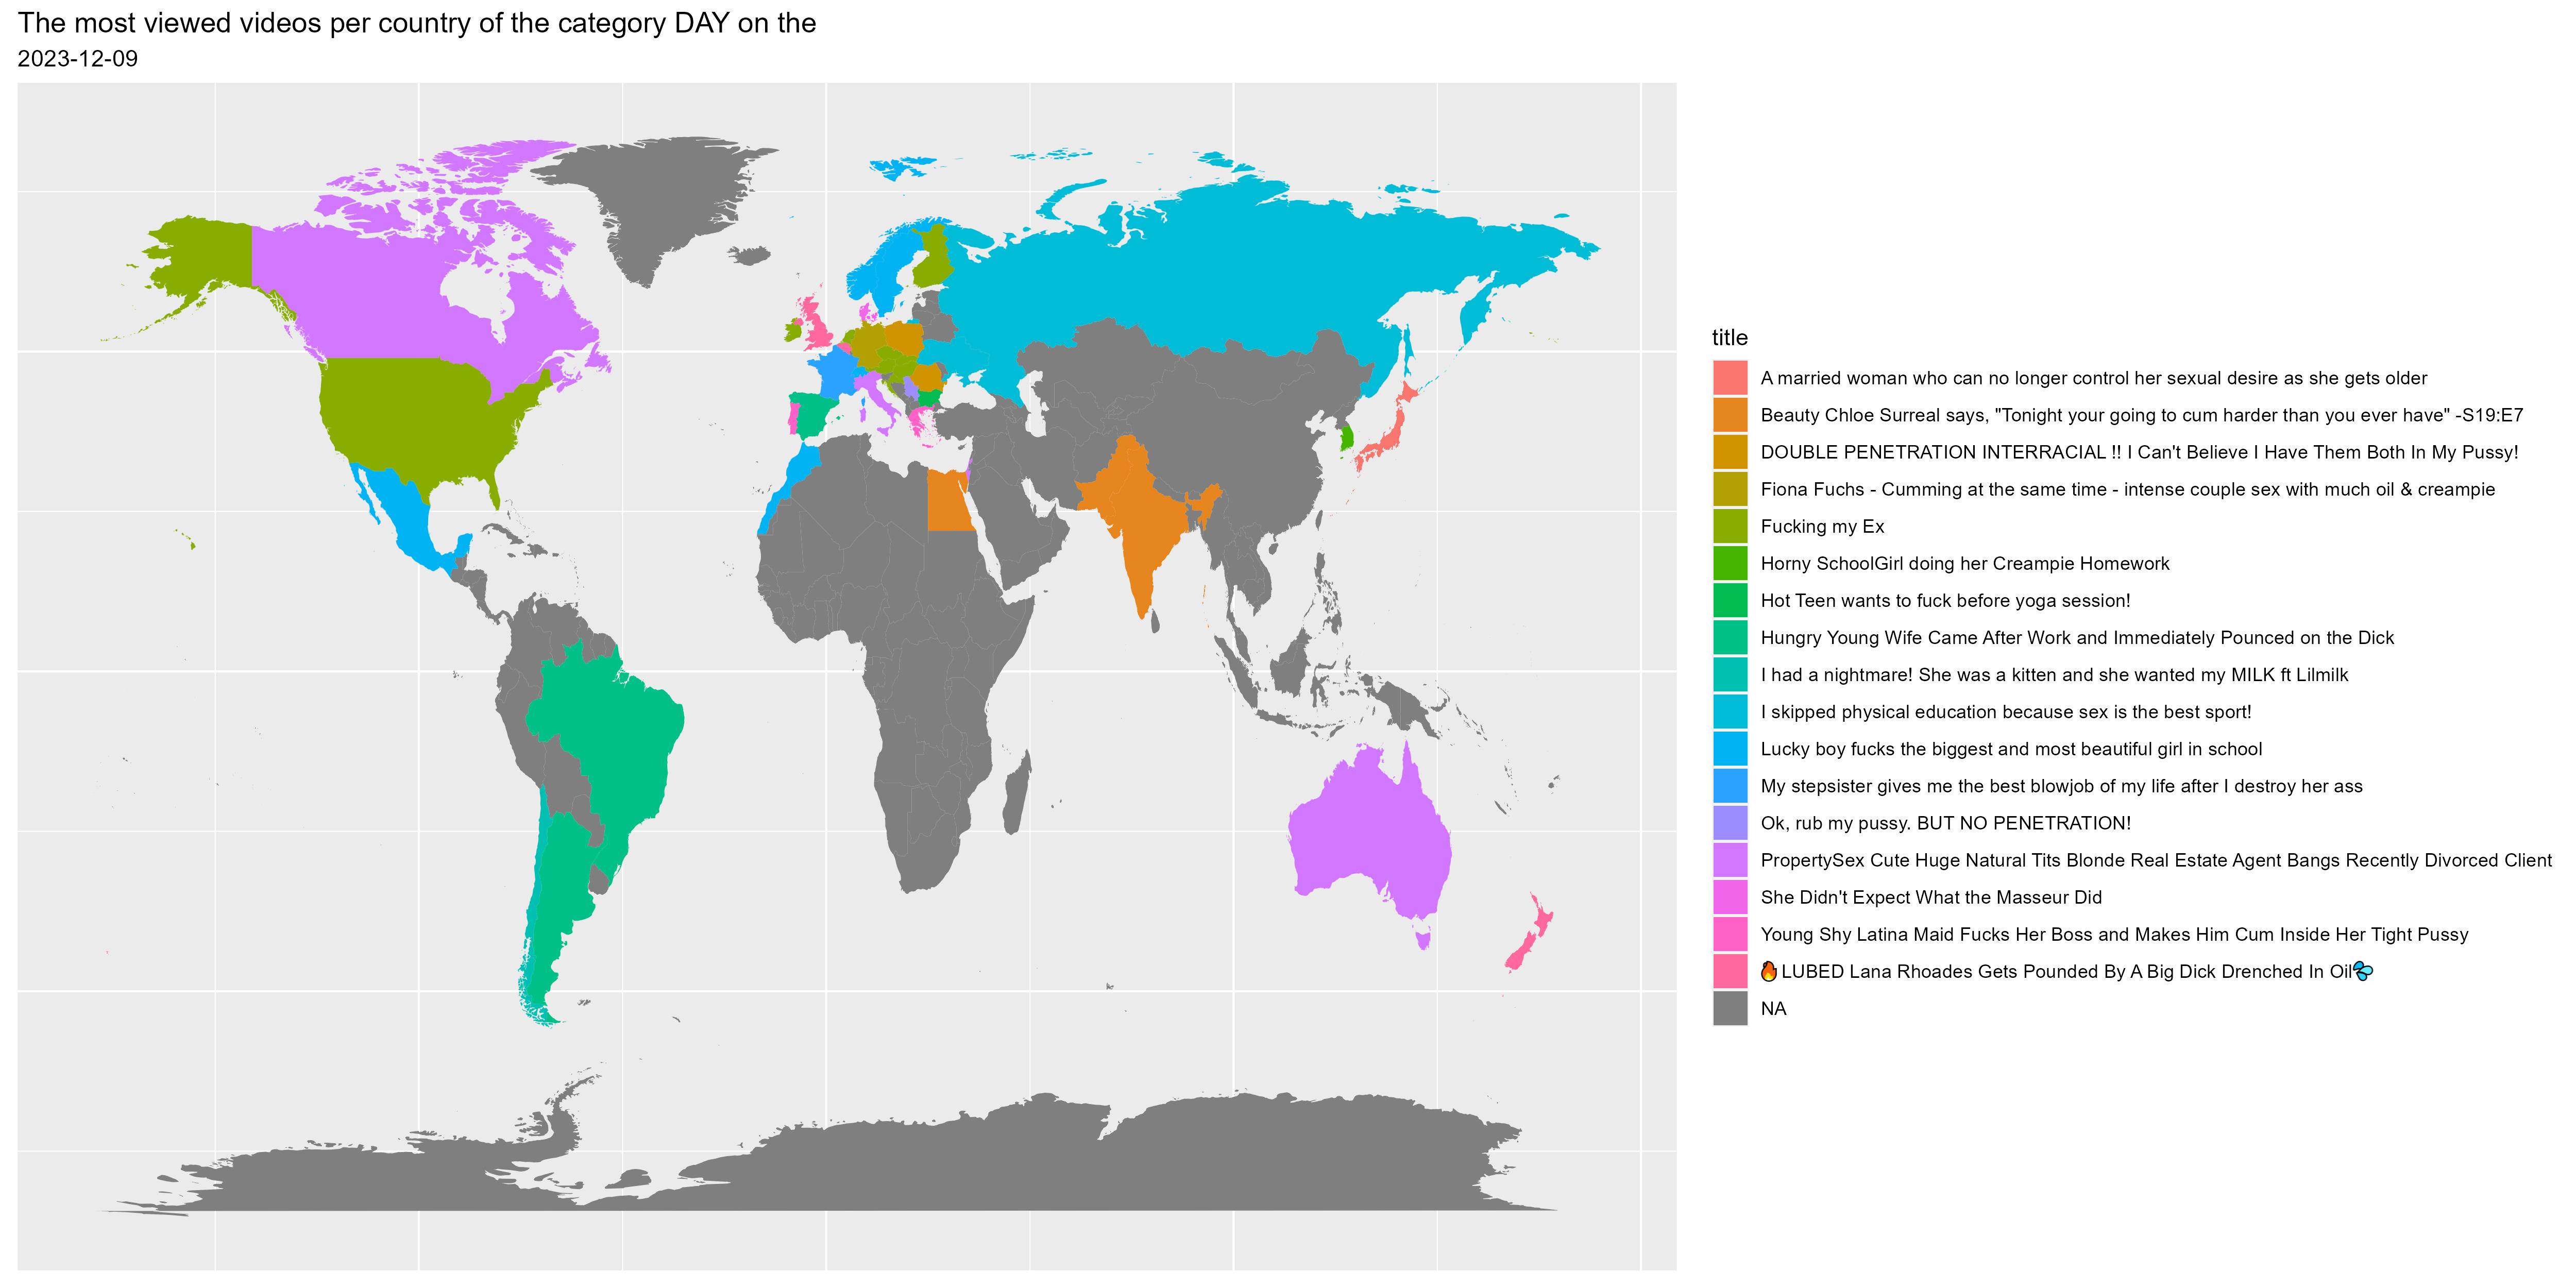 The most viewed videos per country of the category DAY on the
2023-12-09
title
A married woman who can no longer control her sexual desire as she gets older
Beauty Chloe Surreal says, "Tonight your going to cum harder than you ever have" -S19:E7
DOUBLE PENETRATION INTERRACIAL !! I Can't Believe I Have Them Both In My Pussy!
Fiona Fuchs - Cumming at the same time - intense couple sex with much oil & creampie
Fucking my Ex
Horny SchoolGirl doing her Creampie Homework
Hot Teen wants to fuck before yoga session!
Hungry Young Wife Came After Work and Immediately Pounced on the Dick
I had a nightmare! She was a kitten and she wanted my MILK ft Lilmilk
I skipped physical education because sex is the best sport!
Lucky boy fucks the biggest and most beautiful girl in school
My stepsister gives me the best blowjob of my life after I destroy her ass
Ok, rub my pussy. BUT NO PENETRATION!
PropertySex Cute Huge Natural Tits Blonde Real Estate Agent Bangs Recently Divorced Client
She Didn't Expect What the Masseur Did
Young Shy Latina Maid Fucks Her Boss and Makes Him Cum Inside Her Tight Pussy
🔥LUBED Lana Rhoades Gets Pounded By A Big Dick Drenched In Oil💦
NA